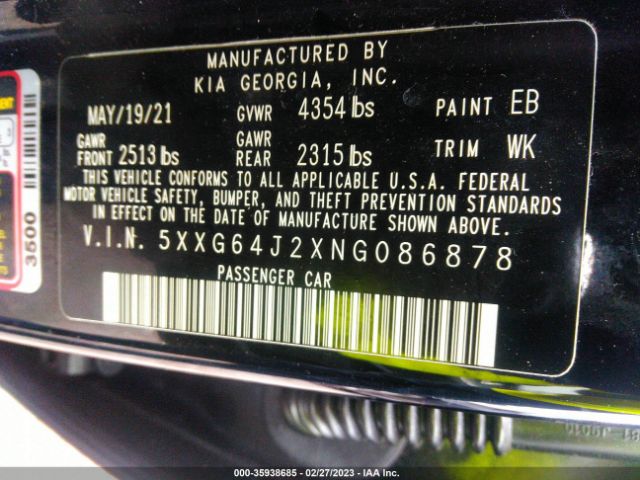 MANUFACTURED BY
KIA GEORGIA, INC.
MAY/19/21 GVWR 4354 lbs PAINT EB
GAWR FRONT 2513 lbs GAWR REAR 2315 lbs TRIM WK
THIS VEHICLE CONFORMS TO ALL APPLICABLE U.S.A. FEDERAL
MOTOR VEHICLE SAFETY, BUMPER, AND THEFT PREVENTION STANDARDS
IN EFFECT ON THE DATE OF MANUFACTURE SHOWN ABOVE.
V.I.N. 5XXG64J2XNG086878
PASSENGER CAR
3500
000-35938685 - 02/27/2023 - IAA Inc.